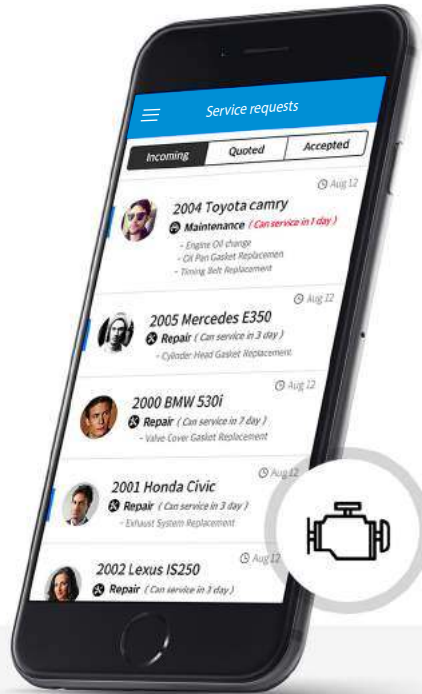 Service requests
Incoming Quoted Accepted
Aug 12
2004 Toyota camry
Maintenance ( Can service in 1 day )
- Engine Oil change
- Oil Pan Gasket Replacemen
- Timing Belt Replacement
Aug 12
2005 Mercedes E350
Repair ( Can service in 3 day )
- Cylinder Head Gasket Replacement
Aug 12
2000 BMW 530i
Repair ( Can service in 7 day )
- Valve Cover Gasket Replacement
Aug 12
2001 Honda Civic
Repair ( Can service in 3 day )
- Exhaust System Replacement
Aug 12
2002 Lexus IS250
Repair ( Can service in 3 day )